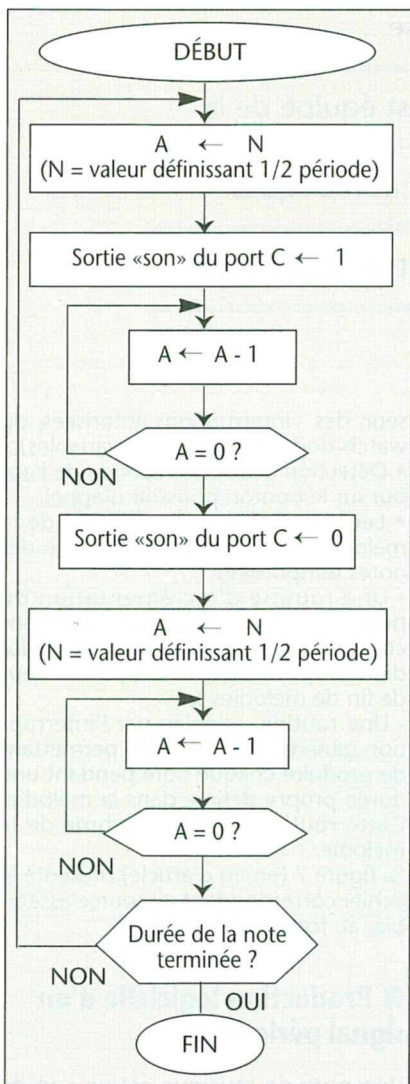 DÉBUT
A ← N
(N = valeur définissant 1/2 période)
Sortie «son» du port C ← 1
A ← A - 1
A = 0 ?
NON
Sortie «son» du port C ← 0
A ← N
(N = valeur définissant 1/2 période)
A ← A - 1
A = 0 ?
NON
Durée de la note
terminée ?
NON
OUI
FIN